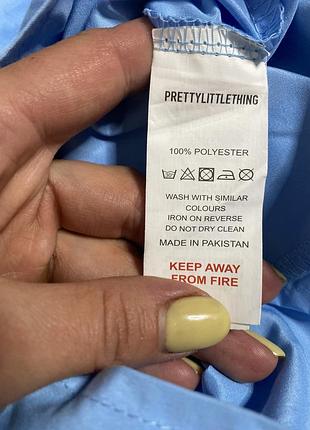 PRETTYLITTLETHING
100% POLYESTER
WASH WITH SIMILAR
COLOURS
IRON ON REVERSE
DO NOT DRY CLEAN
MADE IN PAKISTAN
KEEP AWAY
FROM FIRE